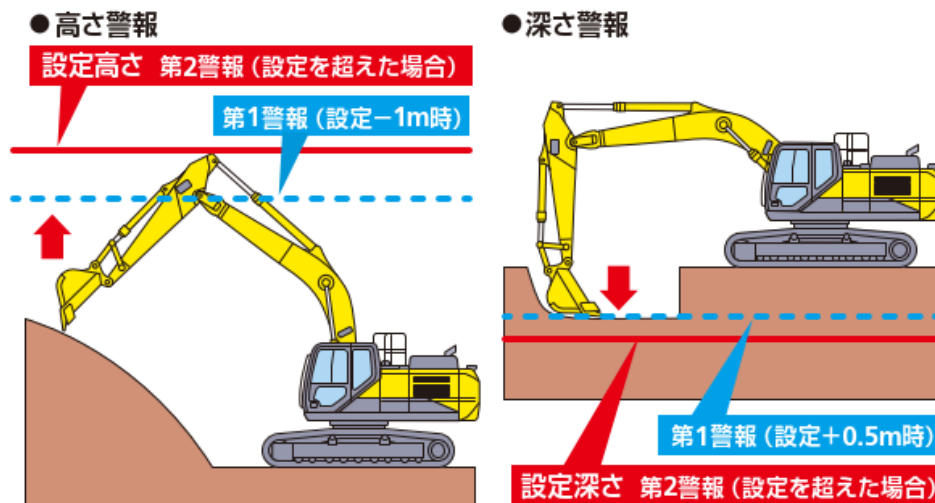 ●高さ警報
設定高さ 第2警報（設定を超えた場合）
第1警報（設定－1m時）
●深さ警報
第1警報（設定＋0.5m時）
設定深さ 第2警報（設定を超えた場合）